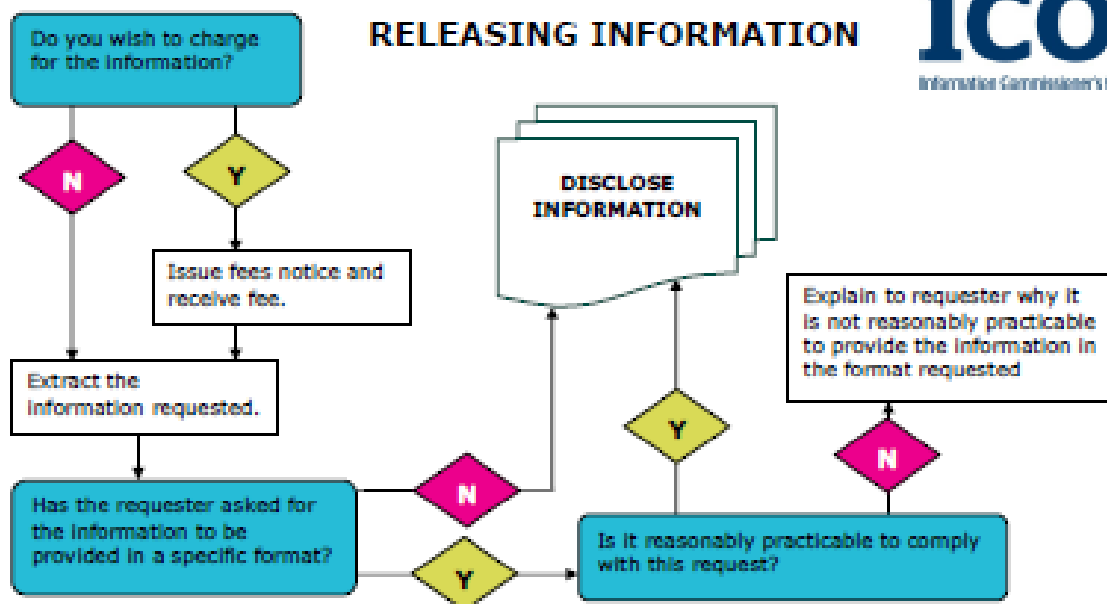 RELEASING INFORMATION
ico
Information Commissioner's
Do you wish to charge
for the information?
N
Y
Issue fees notice and
receive fee.
Extract the
information requested.
Has the requester asked for
the information to be
provided in a specific format?
N
Y
DISCLOSE
INFORMATION
Is it reasonably practicable to comply
with this request?
Y
N
Explain to requester why it
is not reasonably practicable
to provide the information in
the format requested